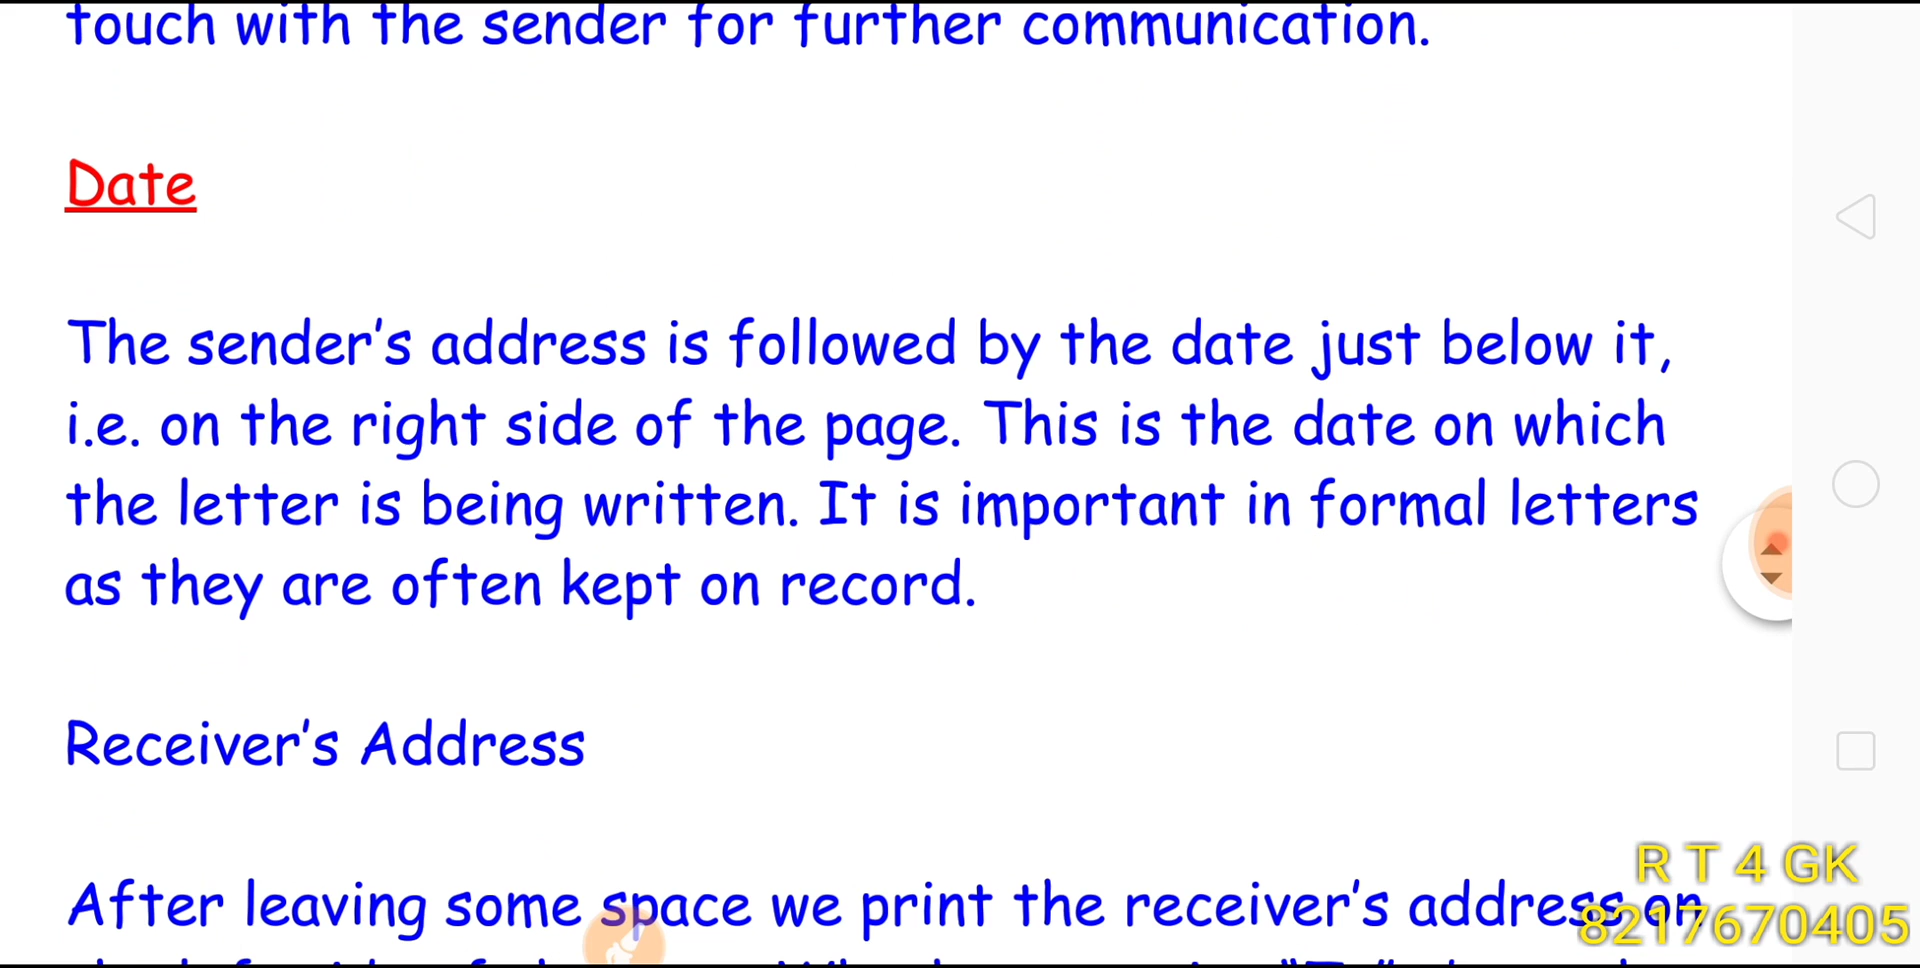 touch with the sender for further communication.
Date
The sender's address is followed by the date just below it,
i.e. on the right side of the page. This is the date on which
the letter is being written. It is important in formal letters
as they are often kept on record.
Receiver's Address
After leaving some space we print the receiver's address on
R T 4 GK
8217670405